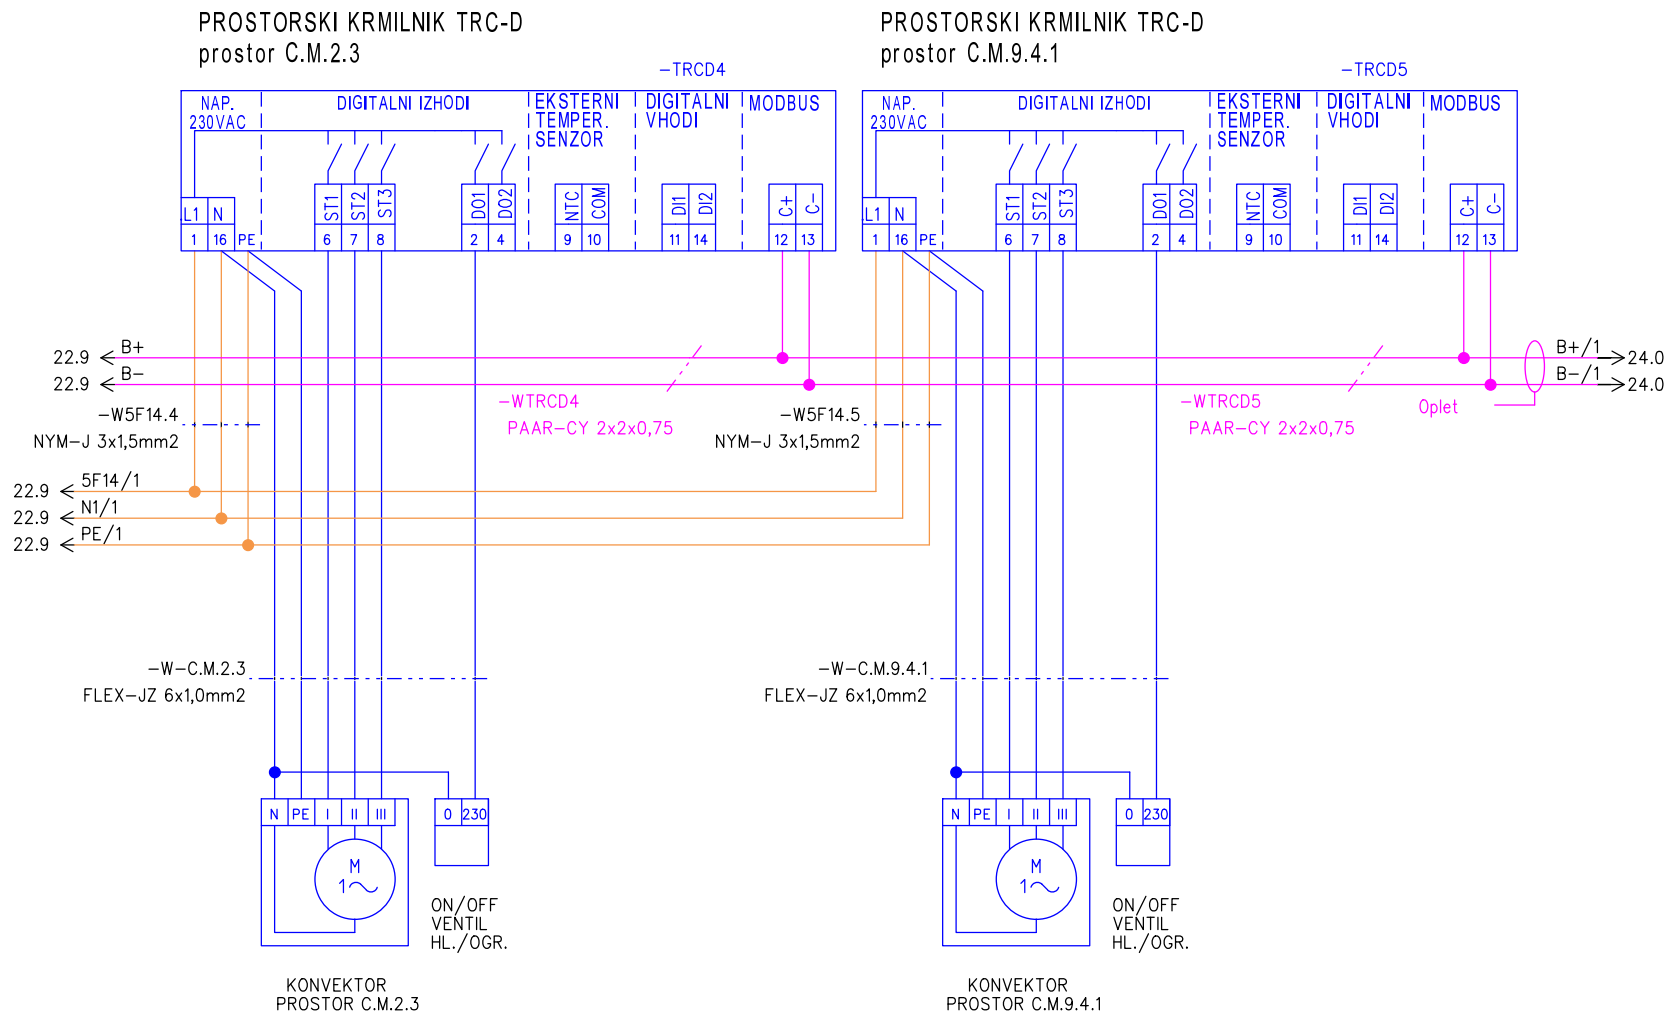 PROSTORSKI KRMILNIK TRC-D
prostor C.M.2.3
PROSTORSKI KRMILNIK TRC-D
prostor C.M.9.4.1
-TRCD4
-TRCD5
NAP.
230VAC
DIGITALNI IZHODI
EKSTERNI
TEMPER.
SENZOR
DIGITALNI
VHODI
MODBUS
NAP.
230VAC
DIGITALNI IZHODI
EKSTERNI
TEMPER.
SENZOR
DIGITALNI
VHODI
MODBUS
L1 N ST1 ST2 ST3 DO1 DO2 NTC COM DI1 DI2 C+ C-
1 16 PE 6 7 8 2 4 9 10 11 14 12 13
L1 N ST1 ST2 ST3 DO1 DO2 NTC COM DI1 DI2 C+ C-
1 16 PE 6 7 8 2 4 9 10 11 14 12 13
22.9 B+
B+/1 24.0
22.9 B-
B-/1 24.0
-WTRCD4
PAAR-CY 2x2x0,75
-WTRCD5
PAAR-CY 2x2x0,75
Oplet
-W5F14.4
NYM-J 3x1,5mm2
-W5F14.5
NYM-J 3x1,5mm2
22.9 5F14/1
22.9 N1/1
22.9 PE/1
-W-C.M.2.3
FLEX-JZ 6x1,0mm2
-W-C.M.9.4.1
FLEX-JZ 6x1,0mm2
N PE I II III 0 230
M
1
N PE I II III 0 230
M
1
ON/OFF
VENTIL
HL./OGR.
ON/OFF
VENTIL
HL./OGR.
KONVEKTOR
PROSTOR C.M.2.3
KONVEKTOR
PROSTOR C.M.9.4.1